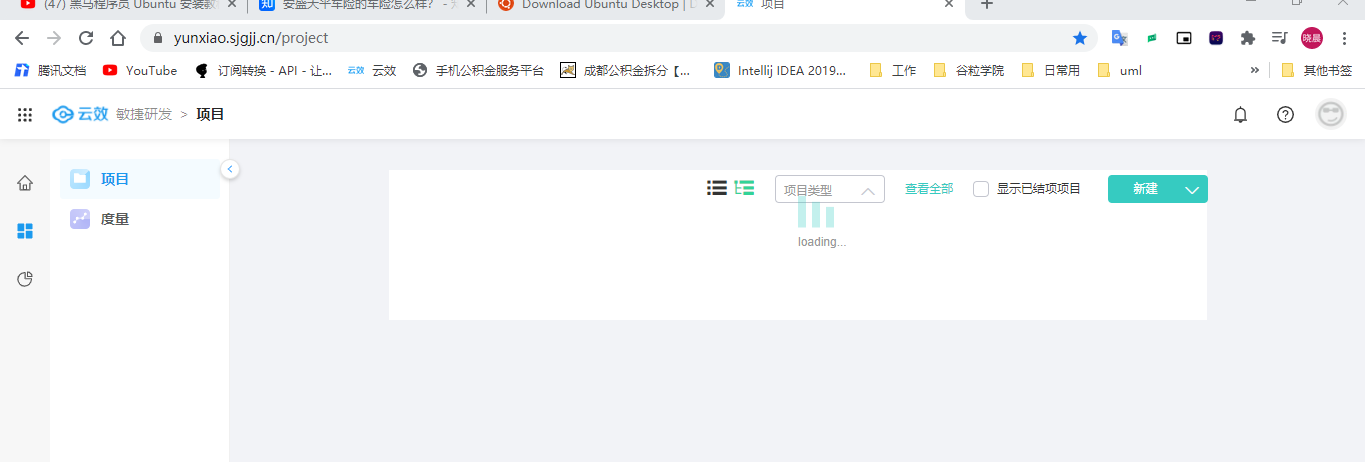 (47) 黑马程序员 Ubuntu 安装教
安盛天平车险的车险怎么样？ - 知
Download Ubuntu Desktop | D
云效 项目
yunxiao.sjgjj.cn/project
晓晨
腾讯文档 YouTube 订阅转换 - API - 让... 云效 云效 手机公积金服务平台 成都公积金拆分【... Intellij IDEA 2019... 工作 谷粒学院 日常用 uml » 其他书签
云效 敏捷研发 > 项目
项目
度量
项目类型 查看全部 显示已结项项目 新建
loading...